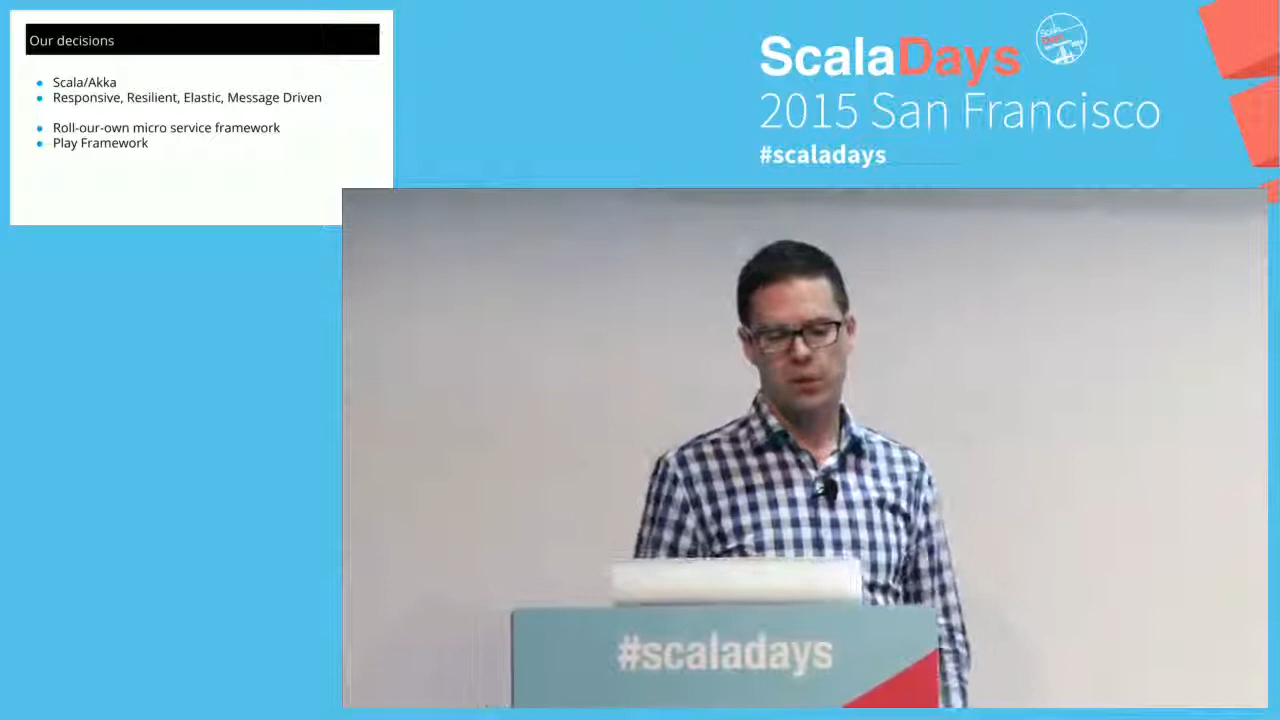 Our decisions
Scala/Akka
Responsive, Resilient, Elastic, Message Driven
Roll-our-own micro service framework
Play Framework
ScalaDays
2015 San Francisco
#scaladays
#scaladays